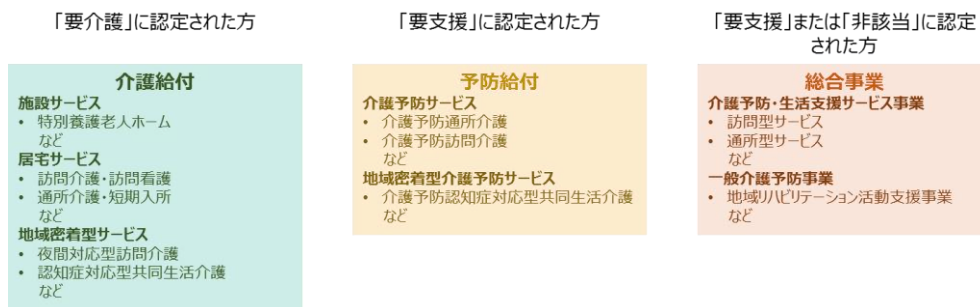 「要介護」に認定された方
介護給付
施設サービス
• 特別養護老人ホーム
など
居宅サービス
• 訪問介護・訪問看護
• 通所介護・短期入所
など
地域密着型サービス
• 夜間対応型訪問介護
• 認知症対応型共同生活介護
など
「要支援」に認定された方
予防給付
介護予防サービス
• 介護予防通所介護
• 介護予防訪問介護
など
地域密着型介護予防サービス
• 介護予防認知症対応型共同生活介護
など
「要支援」または「非該当」に認定
された方
総合事業
介護予防・生活支援サービス事業
• 訪問型サービス
• 通所型サービス
など
一般介護予防事業
• 地域リハビリテーション活動支援事業
など